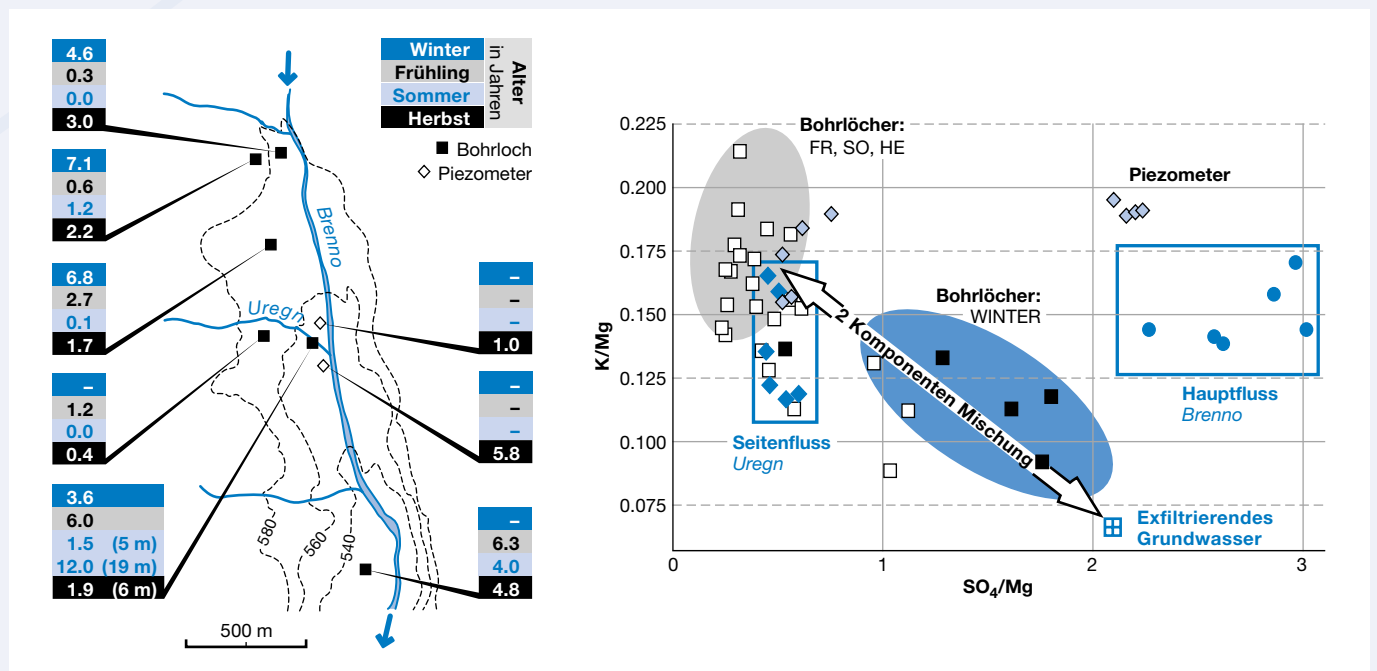 4.6
0.3
0.0
3.0
7.1
0.6
1.2
2.2
6.8
2.7
0.1
1.7
–
1.2
0.0
0.4
3.6
6.0
1.5 (5 m)
12.0 (19 m)
1.9 (6 m)
Winter
Frühling
Sommer
Herbst
Alter
in Jahren
Bohrloch
Piezometer
Brenno
Uregn
–
–
–
1.0
–
–
–
5.8
–
6.3
4.0
4.8
580
560
540
500 m
K/Mg
0.225
0.200
0.175
0.150
0.125
0.100
0.075
Bohrlöcher:
FR, SO, HE
Piezometer
Bohrlöcher:
WINTER
2 Komponenten Mischung
Hauptfluss
Brenno
Seitenfluss
Uregn
Exfiltrierendes
Grundwasser
0
1
2
3
SO₄/Mg